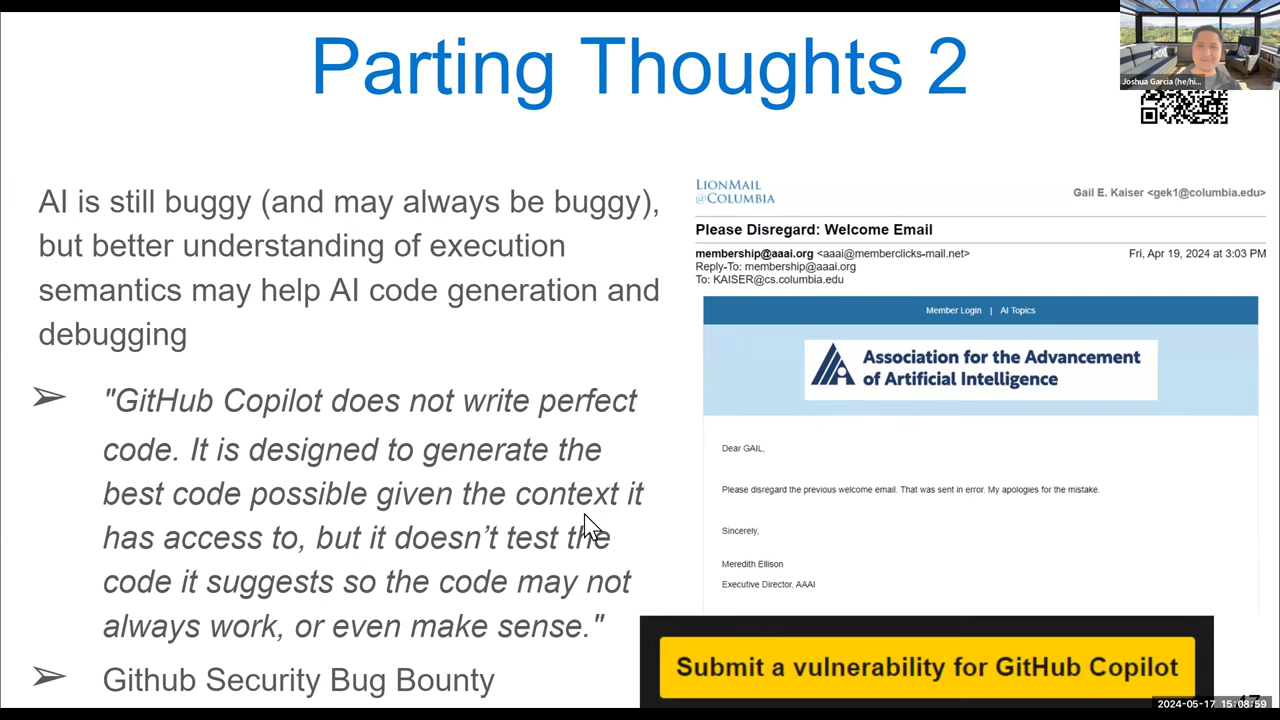 Parting Thoughts 2
Joshua Garcia (he/hi...
AI is still buggy (and may always be buggy),
but better understanding of execution
semantics may help AI code generation and
debugging
➢ "GitHub Copilot does not write perfect
code. It is designed to generate the
best code possible given the context it
has access to, but it doesn’t test the
code it suggests so the code may not
always work, or even make sense."
➢ Github Security Bug Bounty
LIONMAIL
@COLUMBIA
Gail E. Kaiser <gek1@columbia.edu>
Please Disregard: Welcome Email
membership@aaai.org <aaai@memberclicks-mail.net>
Fri, Apr 19, 2024 at 3:03 PM
Reply-To: membership@aaai.org
To: KAISER@cs.columbia.edu
Member Login | AI Topics
Association for the Advancement
of Artificial Intelligence
Dear GAIL,
Please disregard the previous welcome email. That was sent in error. My apologies for the mistake.
Sincerely,
Meredith Ellison
Executive Director, AAAI
Submit a vulnerability for GitHub Copilot
2024-05-17 15:08:59